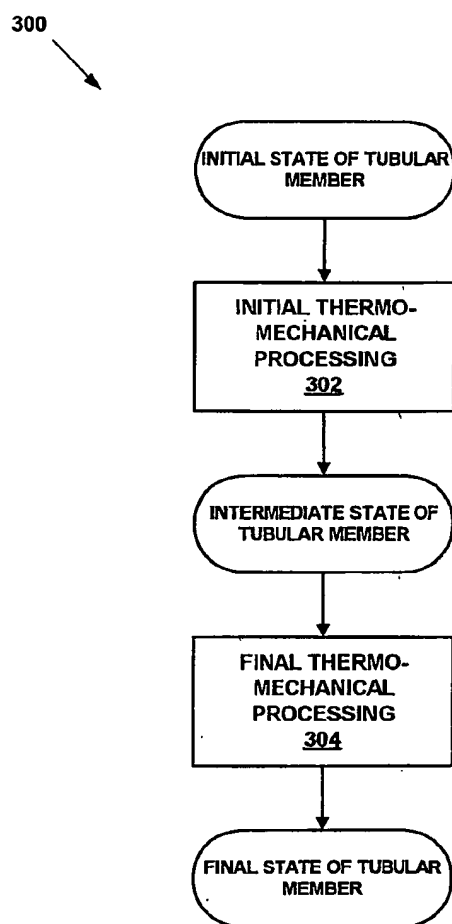 300
INITIAL STATE OF TUBULAR
MEMBER
INITIAL THERMO-
MECHANICAL
PROCESSING
302
INTERMEDIATE STATE OF
TUBULAR MEMBER
FINAL THERMO-
MECHANICAL
PROCESSING
304
FINAL STATE OF TUBULAR
MEMBER